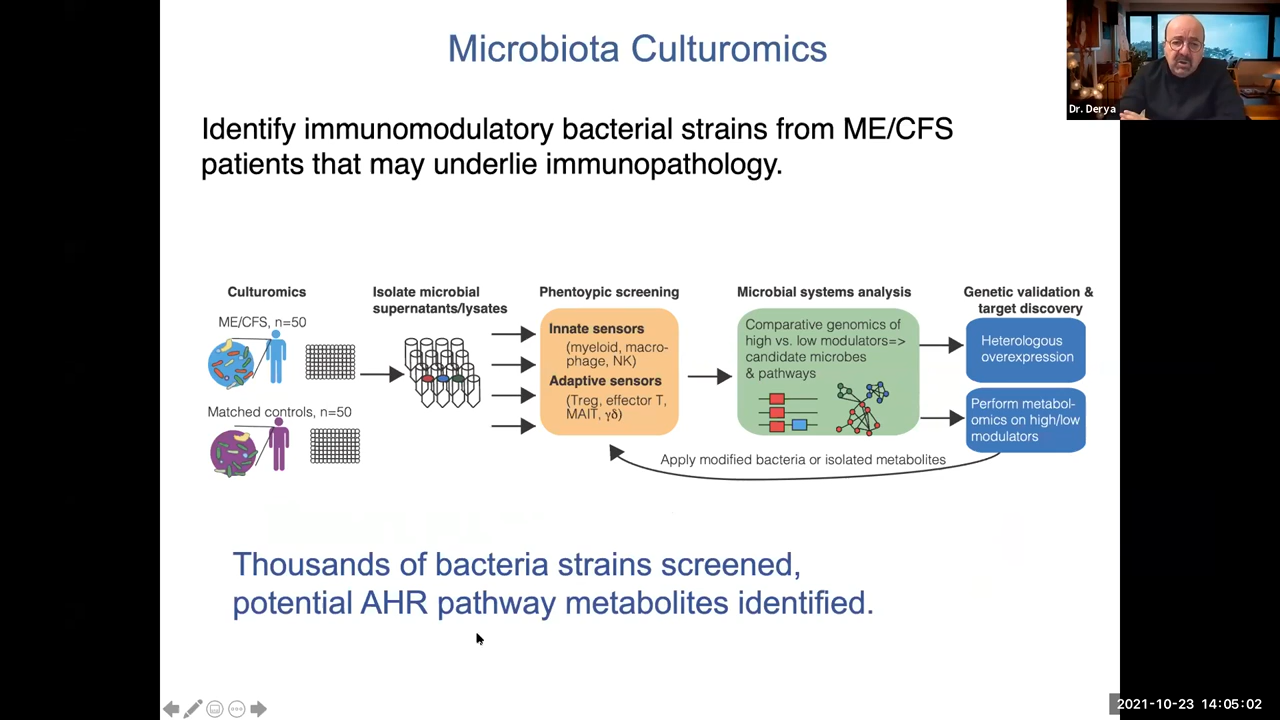 Microbiota Culturomics
Dr. Derya
Identify immunomodulatory bacterial strains from ME/CFS
patients that may underlie immunopathology.
Culturomics
ME/CFS, n=50
Matched controls, n=50
Isolate microbial
supernatants/lysates
Phentoypic screening
Innate sensors
(myeloid, macro-
phage, NK)
Adaptive sensors
(Treg, effector T,
MAIT, γδ)
Microbial systems analysis
Comparative genomics of
high vs. low modulators=>
candidate microbes
& pathways
Genetic validation &
target discovery
Heterologous
overexpression
Perform metabol-
omics on high/low
modulators
Apply modified bacteria or isolated metabolites
Thousands of bacteria strains screened,
potential AHR pathway metabolites identified.
2021-10-23 14:05:02